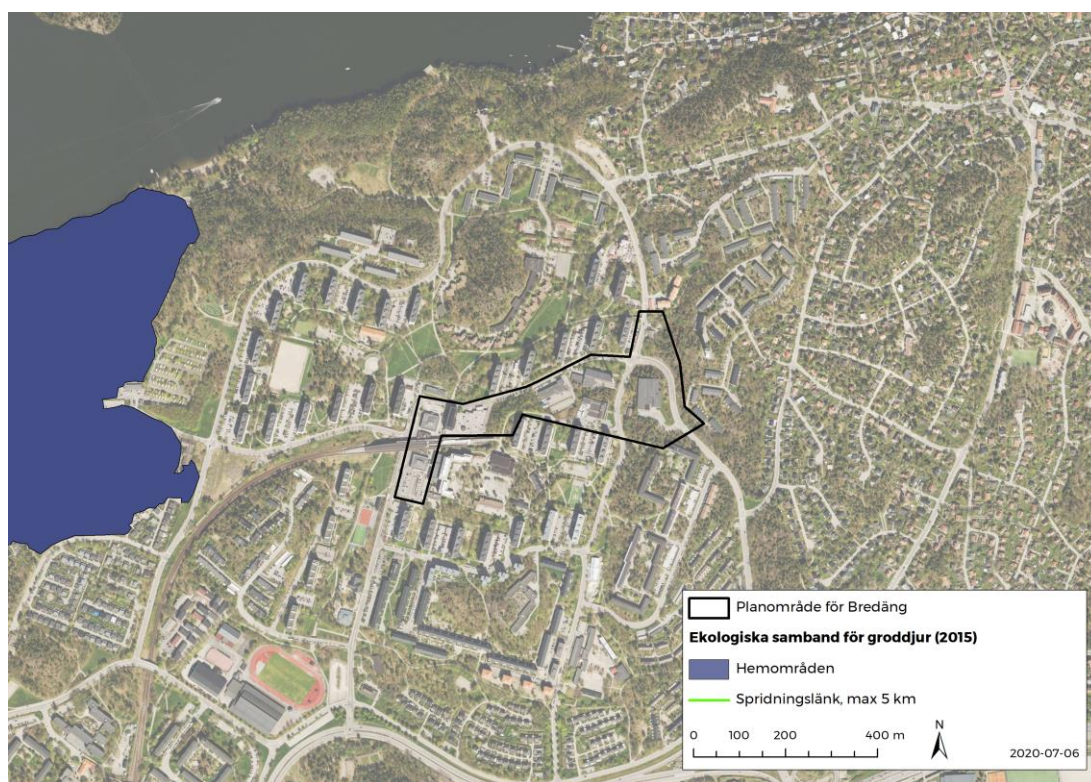 Planområde för Bredäng
Ekologiska samband för groddjur (2015)
Hemområden
Spridningslänk, max 5 km
0 100 200 400 m
N
2020-07-06